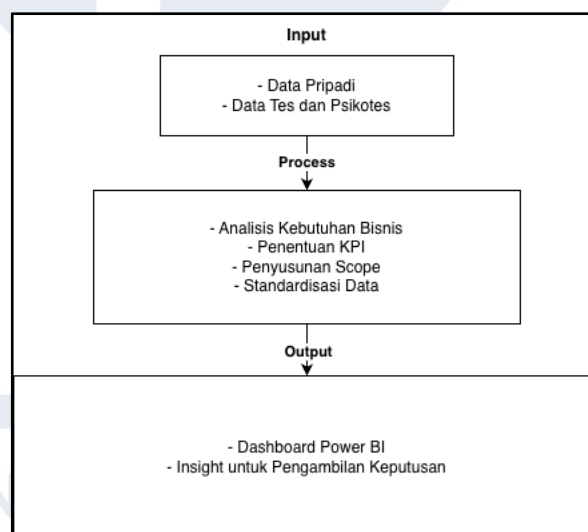 Input
- Data Pripadi
- Data Tes dan Psikotes
Process
- Analisis Kebutuhan Bisnis
- Penentuan KPI
- Penyusunan Scope
- Standardisasi Data
Output
- Dashboard Power BI
- Insight untuk Pengambilan Keputusan